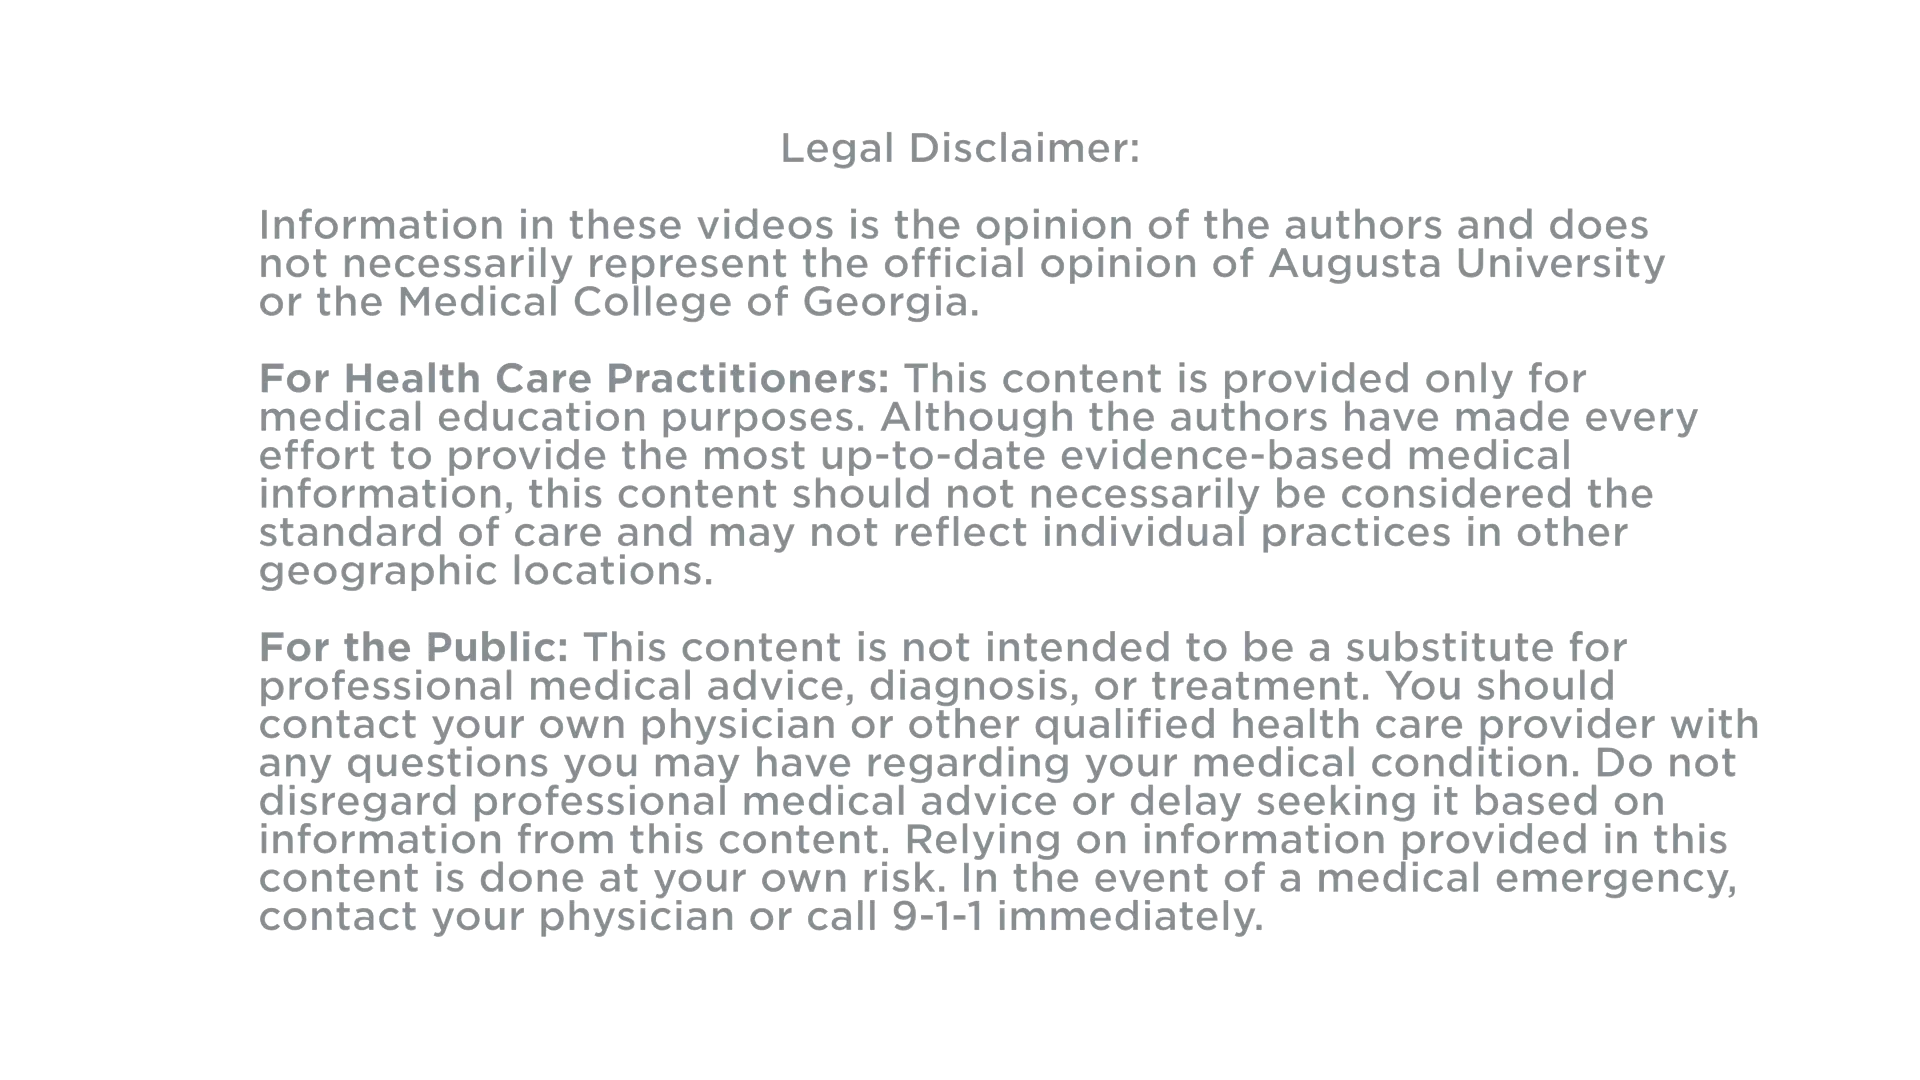 Legal Disclaimer:
Information in these videos is the opinion of the authors and does
not necessarily represent the official opinion of Augusta University
or the Medical College of Georgia.
For Health Care Practitioners: This content is provided only for
medical education purposes. Although the authors have made every
effort to provide the most up-to-date evidence-based medical
information, this content should not necessarily be considered the
standard of care and may not reflect individual practices in other
geographic locations.
For the Public: This content is not intended to be a substitute for
professional medical advice, diagnosis, or treatment. You should
contact your own physician or other qualified health care provider with
any questions you may have regarding your medical condition. Do not
disregard professional medical advice or delay seeking it based on
information from this content. Relying on information provided in this
content is done at your own risk. In the event of a medical emergency,
contact your physician or call 9-1-1 immediately.